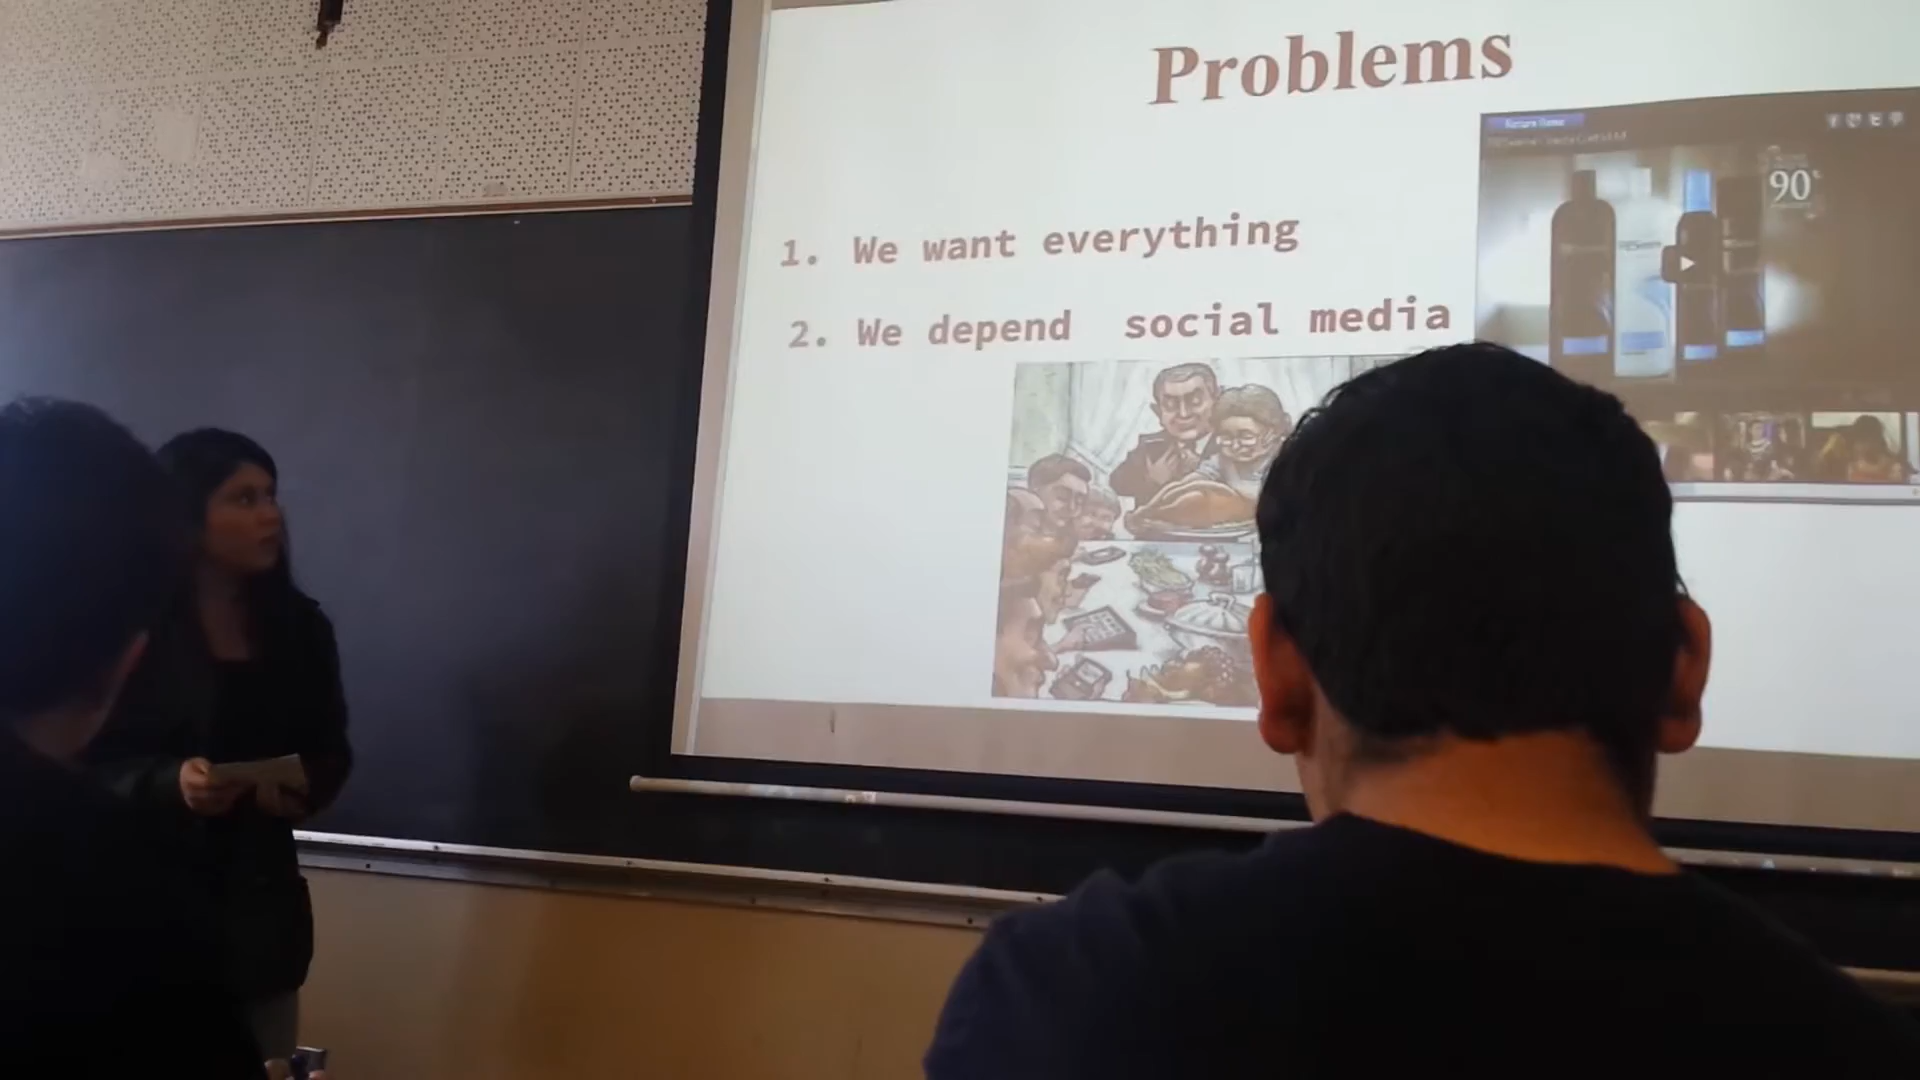 Problems
1. We want everything
2. We depend social media
90